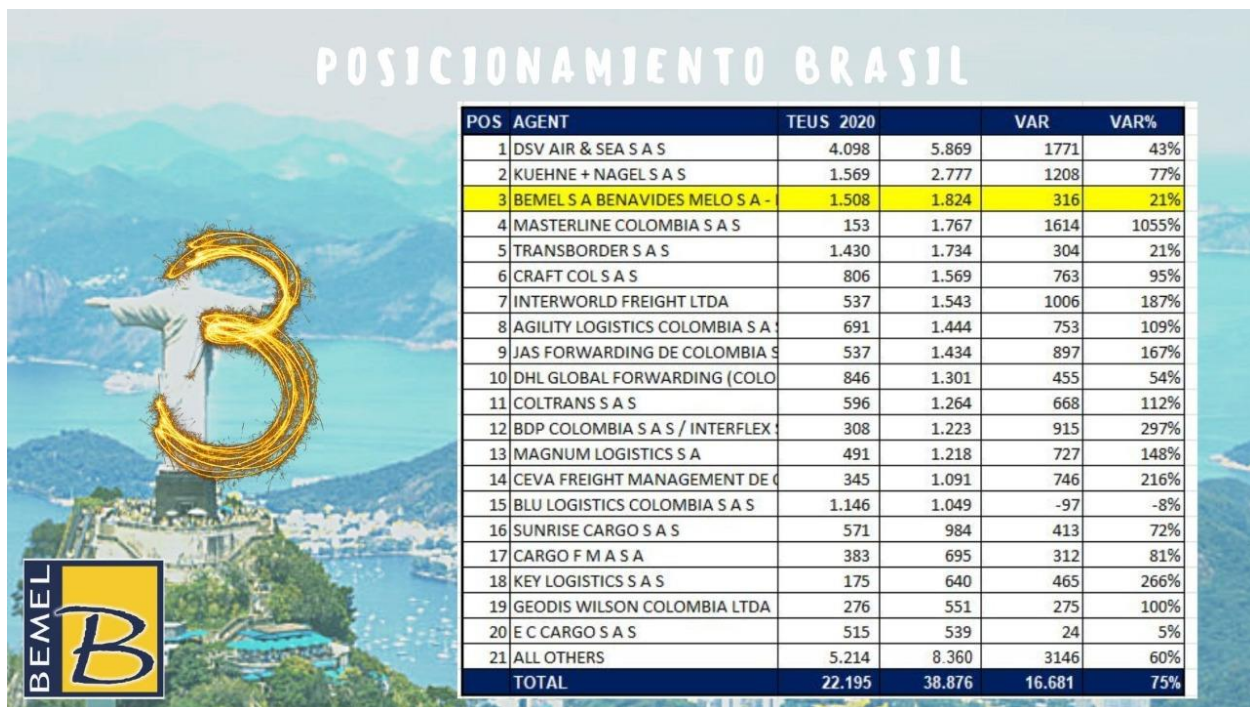 POSICIONAMIENTO BRASIL
POS AGENT TEUS 2020 VAR VAR%
1 DSV AIR & SEA S A S 4.098 5.869 1771 43%
2 KUEHNE + NAGEL S A S 1.569 2.777 1208 77%
3 BEMEL S A BENAVIDES MELO S A - 1.508 1.824 316 21%
4 MASTERLINE COLOMBIA S A S 153 1.767 1614 1055%
5 TRANSBORDER S A S 1.430 1.734 304 21%
6 CRAFT COL S A S 806 1.569 763 95%
7 INTERWORLD FREIGHT LTDA 537 1.543 1006 187%
8 AGILITY LOGISTICS COLOMBIA S A 691 1.444 753 109%
9 JAS FORWARDING DE COLOMBIA S 537 1.434 897 167%
10 DHL GLOBAL FORWARDING (COLO 846 1.301 455 54%
11 COLTRANS S A S 596 1.264 668 112%
12 BDP COLOMBIA S A S / INTERFLEX 308 1.223 915 297%
13 MAGNUM LOGISTICS S A 491 1.218 727 148%
14 CEVA FREIGHT MANAGEMENT DE 345 1.091 746 216%
15 BLU LOGISTICS COLOMBIA S A S 1.146 1.049 -97 -8%
16 SUNRISE CARGO S A S 571 984 413 72%
17 CARGO F M A S A 383 695 312 81%
18 KEY LOGISTICS S A S 175 640 465 266%
19 GEODIS WILSON COLOMBIA LTDA 276 551 275 100%
20 E C CARGO S A S 515 539 24 5%
21 ALL OTHERS 5.214 8.360 3146 60%
TOTAL 22.195 38.876 16.681 75%
3
BEMEL B